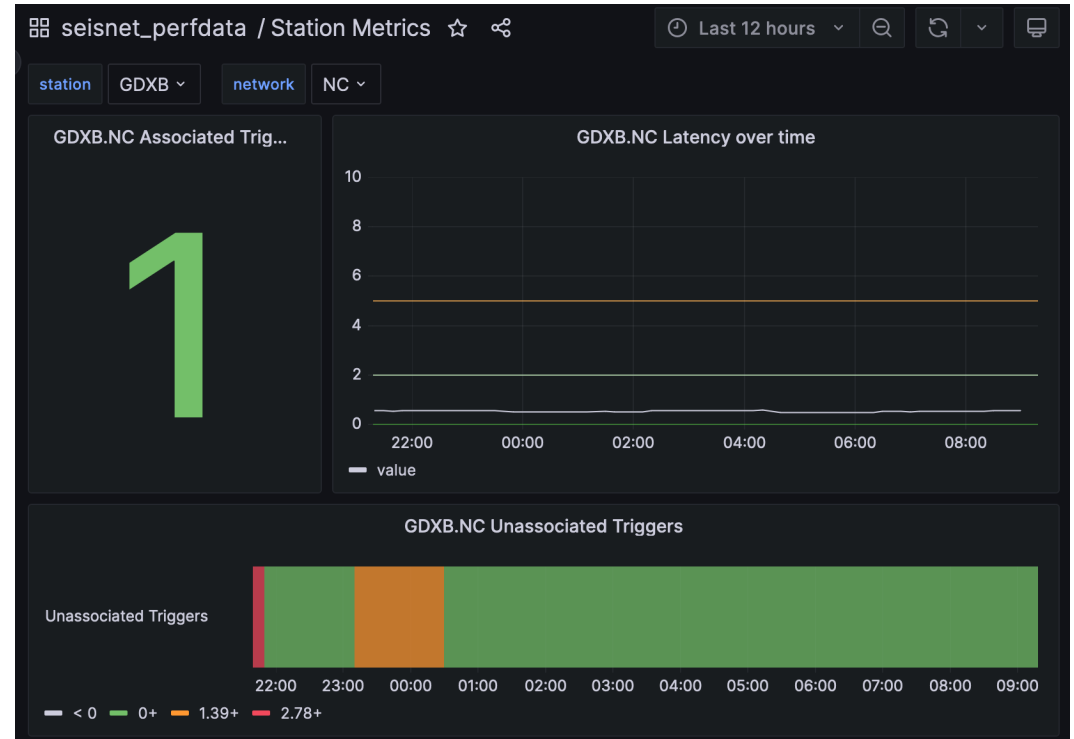 seisnet_perfdata / Station Metrics
Last 12 hours
station GDXB network NC
GDXB.NC Associated Trig...
1
GDXB.NC Latency over time
10
8
6
4
2
0
22:00 00:00 02:00 04:00 06:00 08:00
value
GDXB.NC Unassociated Triggers
Unassociated Triggers
22:00 23:00 00:00 01:00 02:00 03:00 04:00 05:00 06:00 07:00 08:00 09:00
< 0 0+ 1.39+ 2.78+